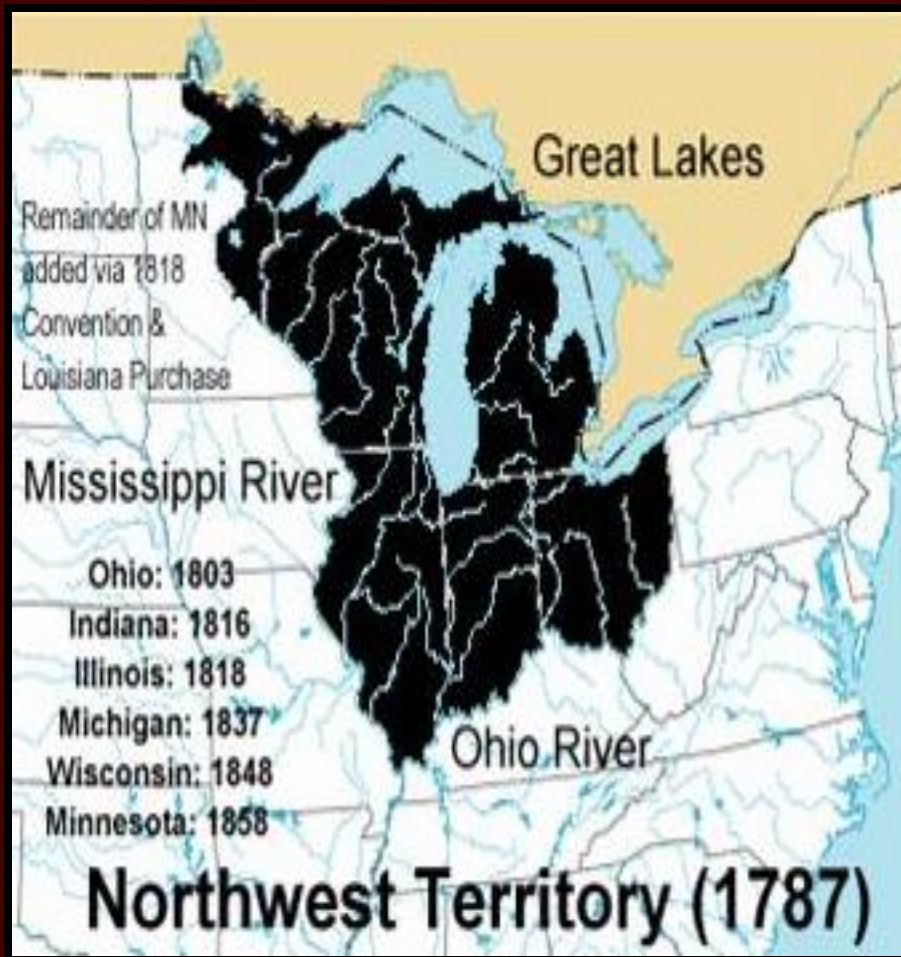 Great Lakes
Remainder of MN
added via 1818
Convention &
Louisiana Purchase
Mississippi River
Ohio: 1803
Indiana: 1816
Illinois: 1818
Michigan: 1837
Wisconsin: 1848
Minnesota: 1858
Ohio River
Northwest Territory (1787)